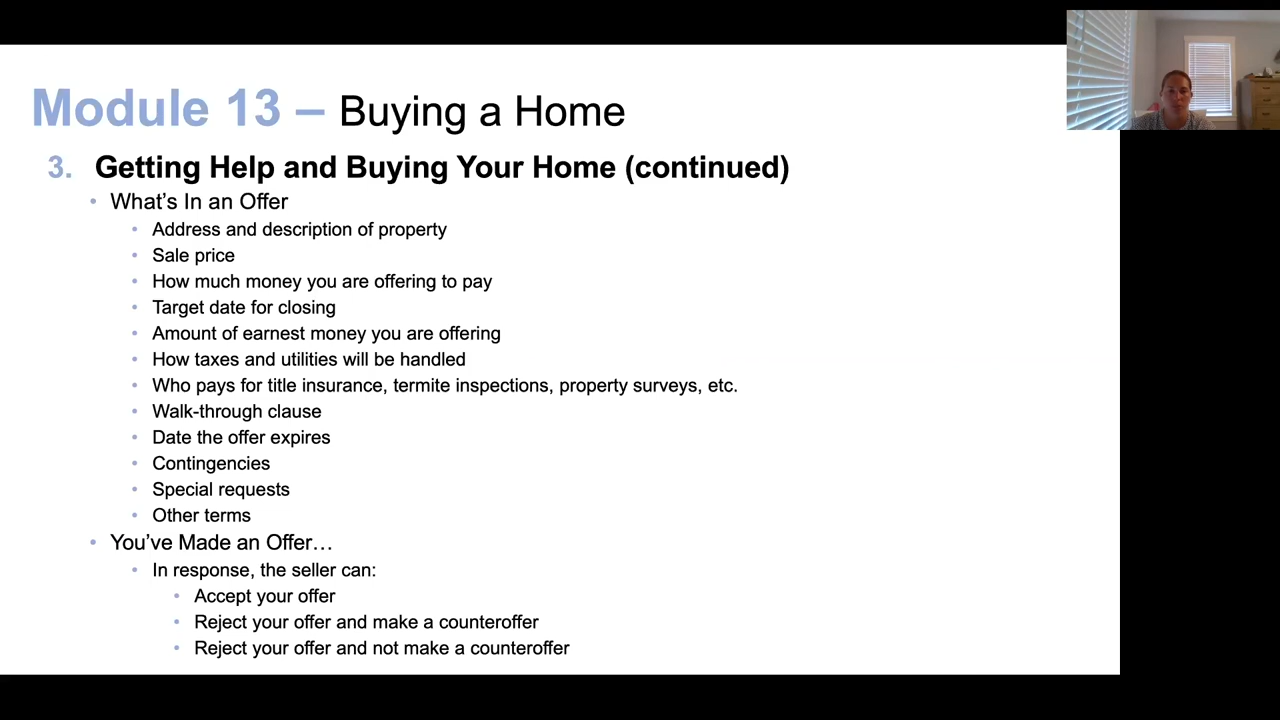 Module 13 – Buying a Home
3. Getting Help and Buying Your Home (continued)
• What’s In an Offer
• Address and description of property
• Sale price
• How much money you are offering to pay
• Target date for closing
• Amount of earnest money you are offering
• How taxes and utilities will be handled
• Who pays for title insurance, termite inspections, property surveys, etc.
• Walk-through clause
• Date the offer expires
• Contingencies
• Special requests
• Other terms
• You’ve Made an Offer…
• In response, the seller can:
• Accept your offer
• Reject your offer and make a counteroffer
• Reject your offer and not make a counteroffer